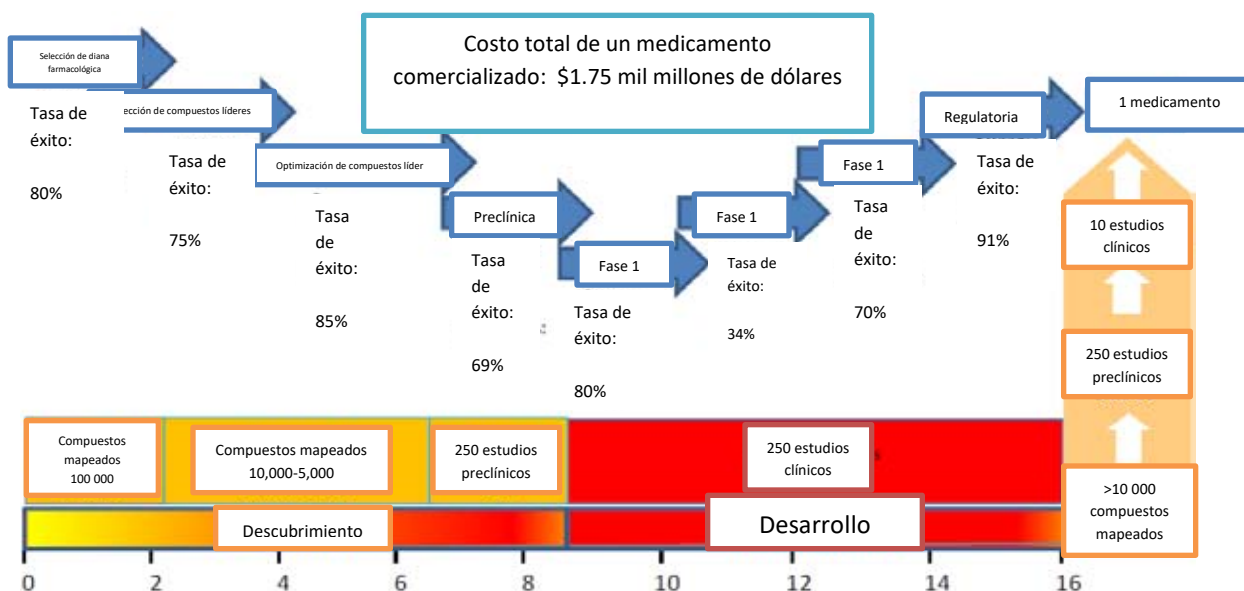 Costo total de un medicamento
comercializado: $1.75 mil millones de dólares
Selección de diana
farmacológica
Tasa de
éxito:
80%
ección de compuestos líderes
Tasa de
éxito:
75%
Optimización de compuestos líder
Tasa
de
éxito:
85%
Preclínica
Tasa
de
éxito:
69%
Fase 1
Tasa de
éxito:
80%
Fase 1
Tasa de
éxito:
34%
Fase 1
Tasa
de
éxito:
70%
Regulatoria
Tasa de
éxito:
91%
1 medicamento
10 estudios
clínicos
250 estudios
preclínicos
>10 000
compuestos
mapeados
Compuestos
mapeados
100 000
Compuestos mapeados
10,000-5,000
250 estudios
preclínicos
250 estudios
clínicos
Descubrimiento
Desarrollo
0 2 4 6 8 10 12 14 16